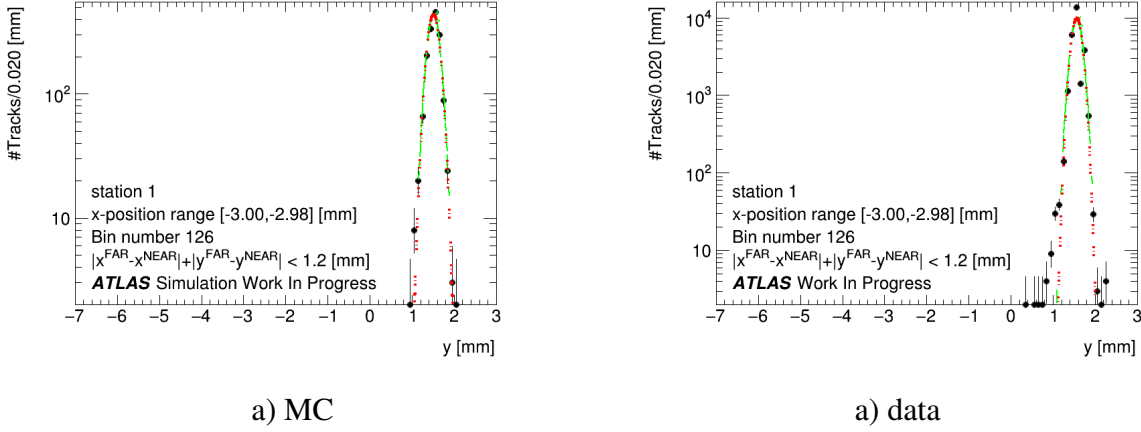 #Tracks/0.020 [mm]
10²
10
station 1
x-position range [-3.00,-2.98] [mm]
Bin number 126
|x^FAR-x^NEAR|+|y^FAR-y^NEAR| < 1.2 [mm]
ATLAS Simulation Work In Progress
−7 −6 −5 −4 −3 −2 −1 0 1 2 3
y [mm]
a) MC
#Tracks/0.020 [mm]
10⁴
10³
10²
10
station 1
x-position range [-3.00,-2.98] [mm]
Bin number 126
|x^FAR-x^NEAR|+|y^FAR-y^NEAR| < 1.2 [mm]
ATLAS Work In Progress
−7 −6 −5 −4 −3 −2 −1 0 1 2 3
y [mm]
a) data